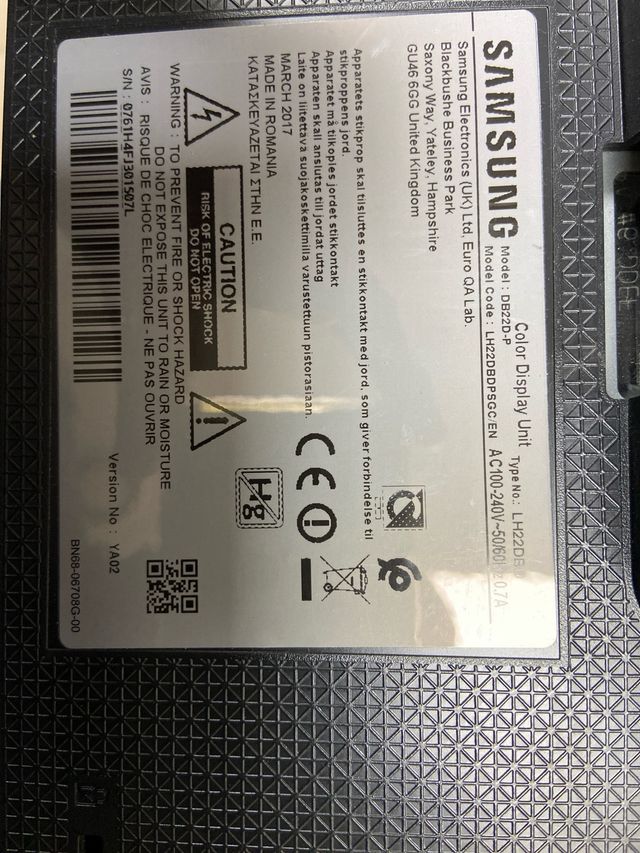 SAMSUNG
Color Display Unit Type No.: LH22DB
Model : DB22D-P
Model Code : LH22DBDPSGC/EN AC100-240V~50/60Hz 0.7A
Samsung Electronics (UK) Ltd, Euro QA Lab.
Blackbushe Business Park
Saxony Way, Yateley, Hampshire
GU46 6GG United Kingdom
Apparatets stikprop skal tilsluttes en stikkontakt med jord, som giver forbindelse til
stikproppens jord.
Apparatet må tilkoples jordet stikkontakt
Apparaten skall anslutas till jordat uttag
Laite on liitettävä suojakoskettimilla varustettuun pistorasiaan.
MARCH 2017
MADE IN ROMANIA
ΚΑΤΑΣΚΕΥΑΖΕΤΑΙ ΣΤΗΝ Ε.Ε.
CE
Hg
CAUTION
RISK OF ELECTRIC SHOCK
DO NOT OPEN
WARNING : TO PREVENT FIRE OR SHOCK HAZARD
DO NOT EXPOSE THIS UNIT TO RAIN OR MOISTURE
AVIS : RISQUE DE CHOC ELECTRIQUE - NE PAS OUVRIR
S/N : 0761H4FJ301507L
Version No : YA02
BN68-06708G-00